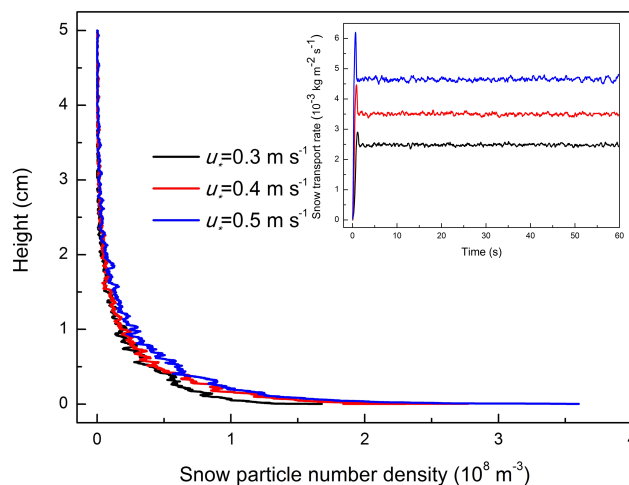 6
5
4
3
2
1
0
Snow transport rate (10⁻³ kg m⁻² s⁻¹)
0 10 20 30 40 50 60
Time (s)
5
4
3
2
1
0
Height (cm)
u*=0.3 m s⁻¹
u*=0.4 m s⁻¹
u*=0.5 m s⁻¹
0 1 2 3 4
Snow particle number density (10⁸ m⁻³)